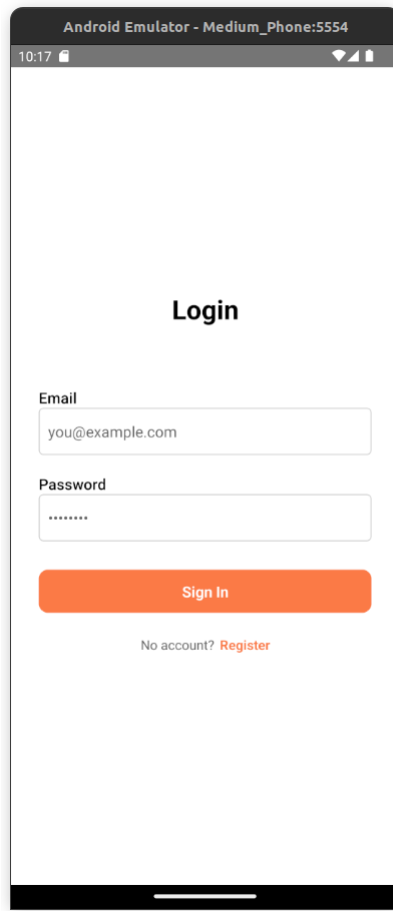 Android Emulator - Medium_Phone:5554
10:17
Login
Email
you@example.com
Password
••••••••
Sign In
No account? Register